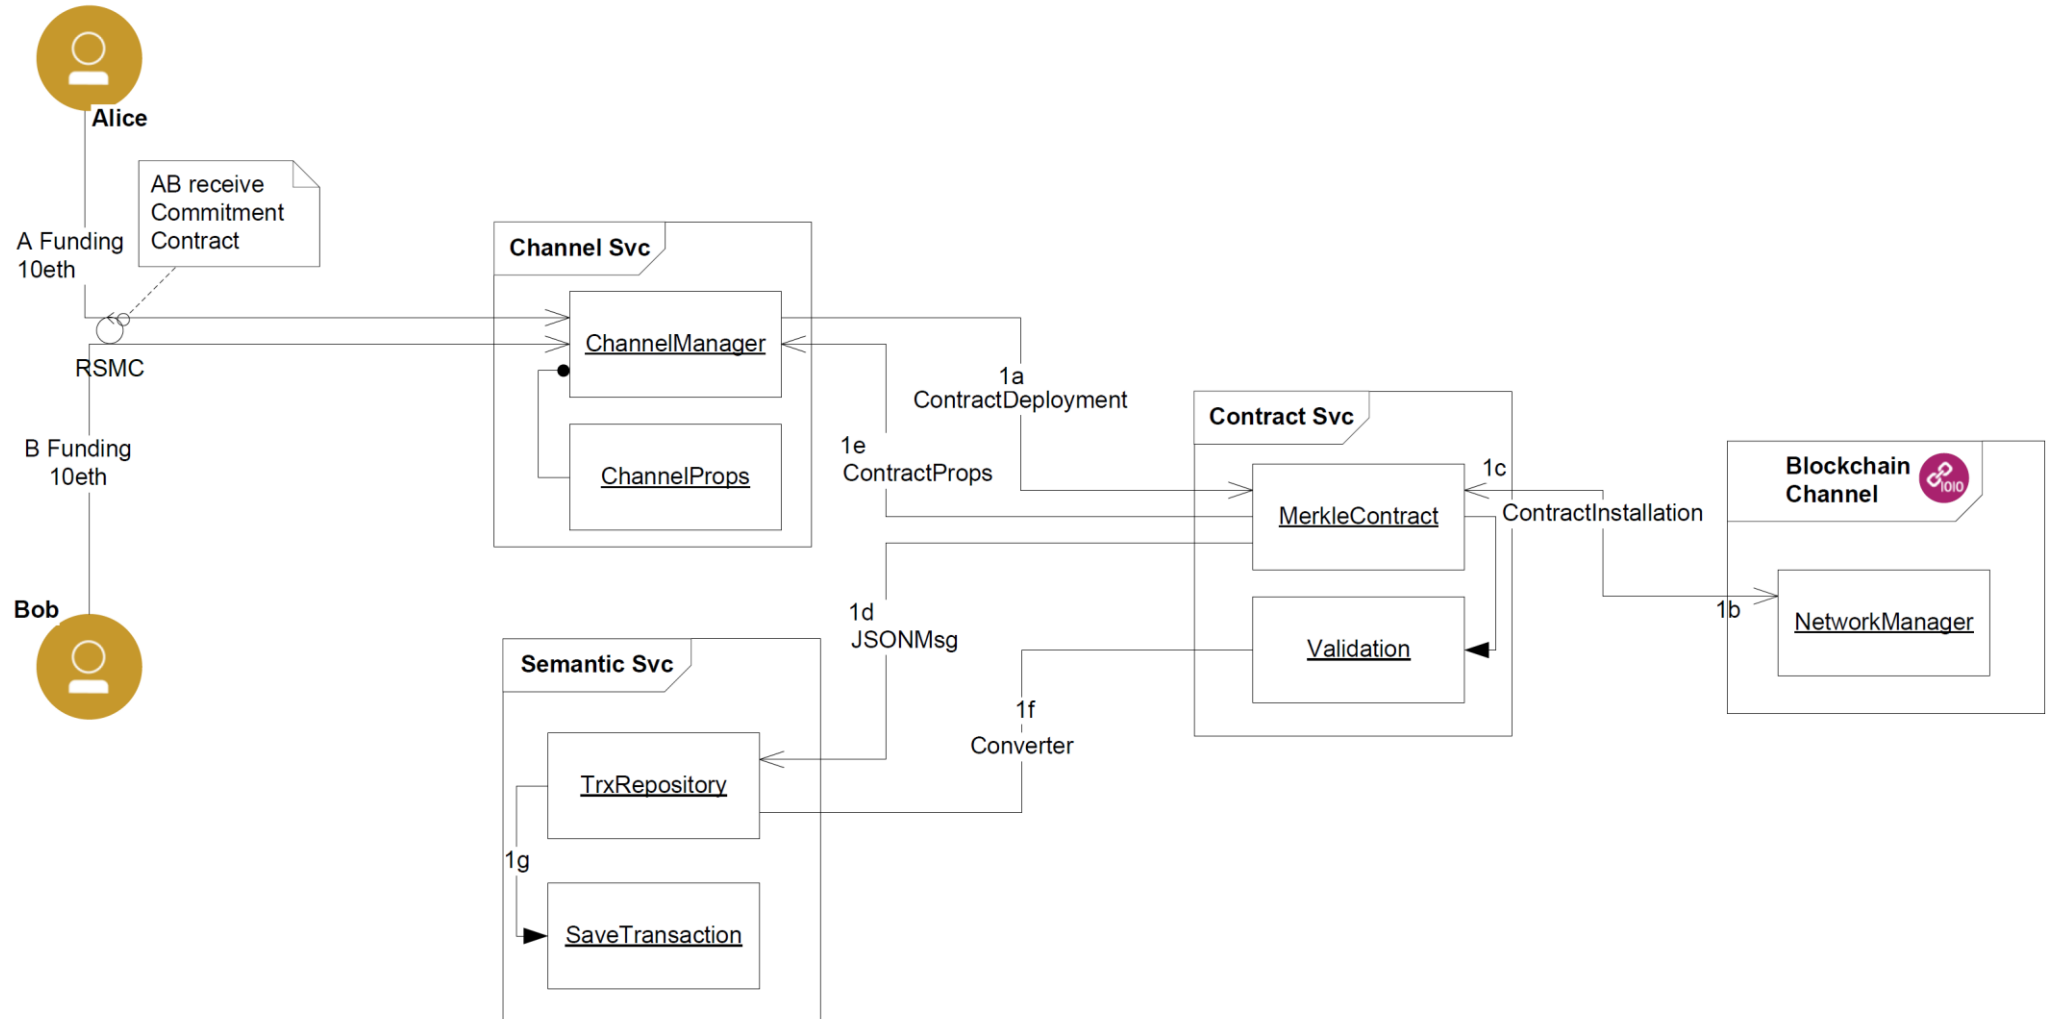 Alice
AB receive
Commitment
Contract
A Funding
10eth
RSMC
B Funding
10eth
Bob
Channel Svc
ChannelManager
ChannelProps
1a
ContractDeployment
1e
ContractProps
Contract Svc
MerkleContract
Validation
1c
ContractInstallation
1b
Blockchain
Channel
1010
NetworkManager
1d
JSONMsg
1f
Converter
Semantic Svc
TrxRepository
1g
SaveTransaction